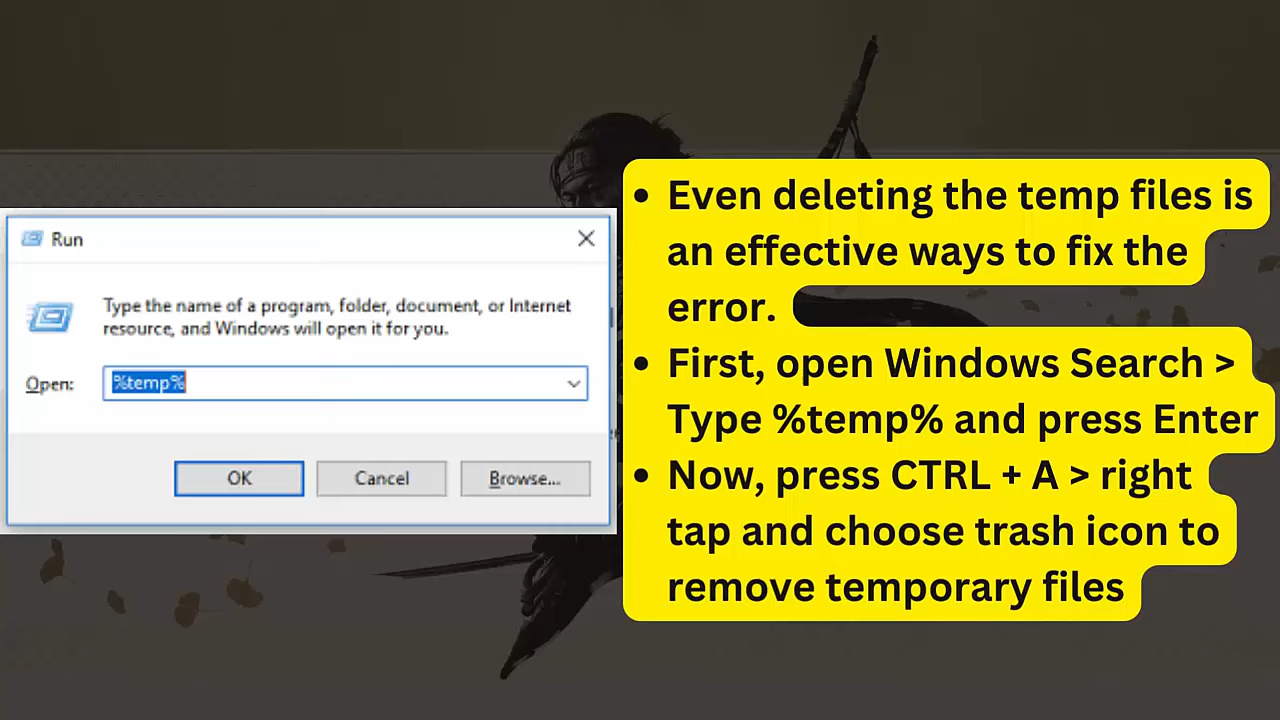 Run
Type the name of a program, folder, document, or Internet
resource, and Windows will open it for you.
Open:
%temp%
OK
Cancel
Browse...
• Even deleting the temp files is
an effective ways to fix the
error.
• First, open Windows Search >
Type %temp% and press Enter
• Now, press CTRL + A > right
tap and choose trash icon to
remove temporary files